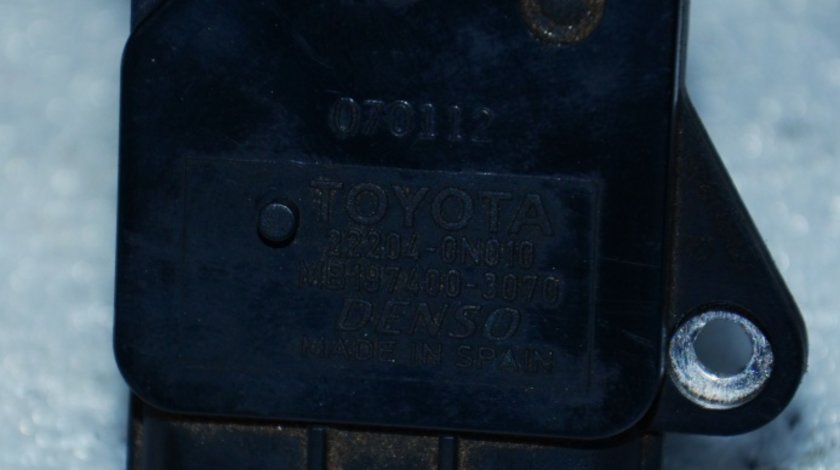 070112
TOYOTA
22204-0N010
MB197400-3070
DENSO
MADE IN SPAIN